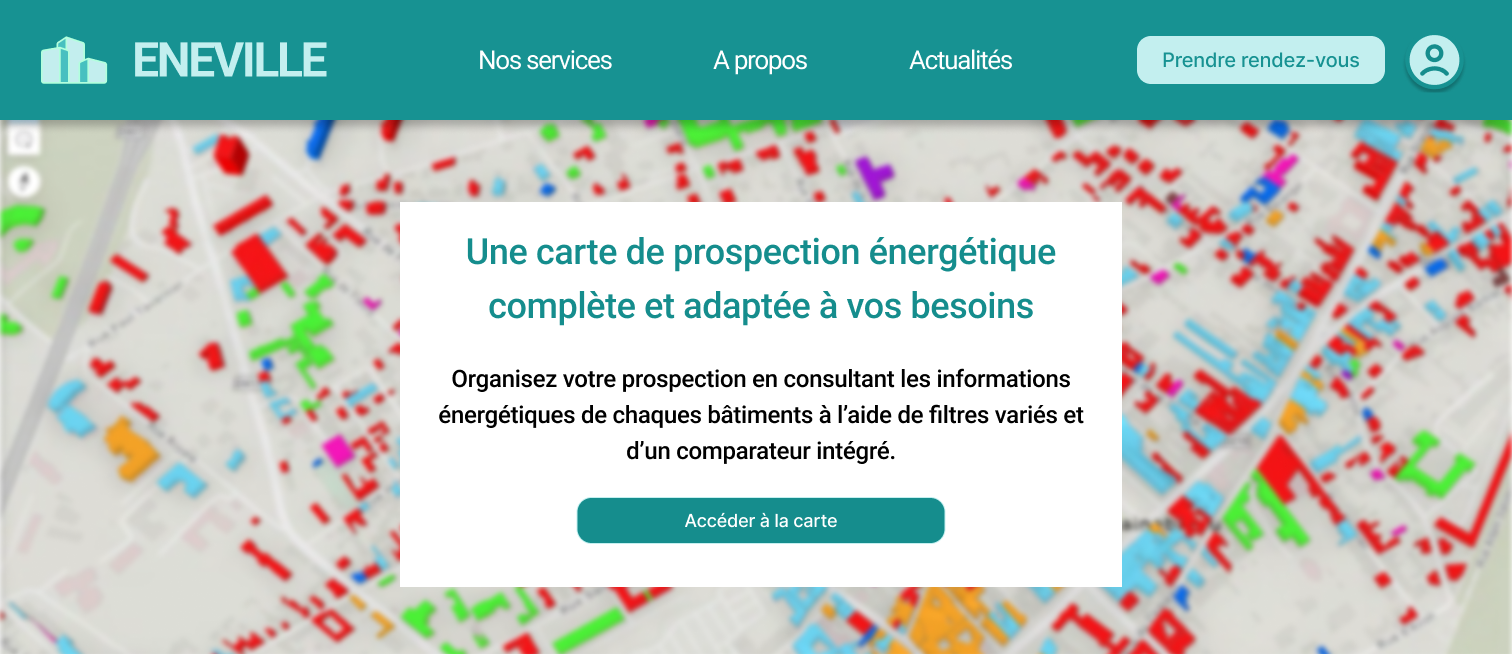 ENEVILLE
Nos services
A propos
Actualités
Prendre rendez-vous
Une carte de prospection énergétique
complète et adaptée à vos besoins
Organisez votre prospection en consultant les informations
énergétiques de chaques bâtiments à l’aide de filtres variés et
d’un comparateur intégré.
Accéder à la carte